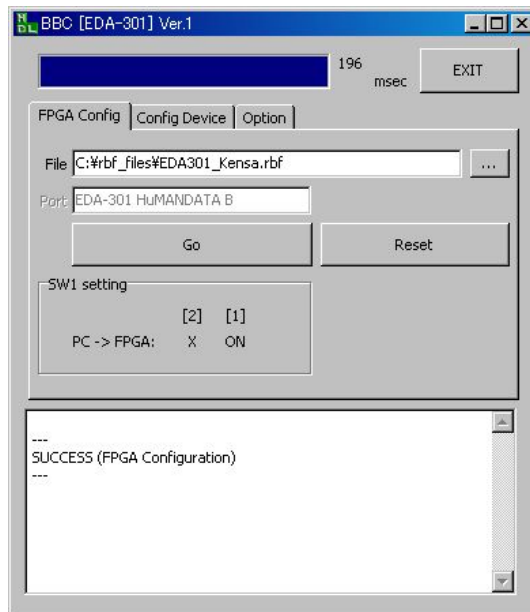 HDL BBC [EDA-301] Ver.1
196
msec
EXIT
FPGA Config Config Device Option
File C:¥rbf_files¥EDA301_Kensa.rbf ...
Port EDA-301 HuMANDATA B
Go Reset
SW1 setting
[2] [1]
PC -> FPGA: X ON
---
SUCCESS (FPGA Configuration)
---